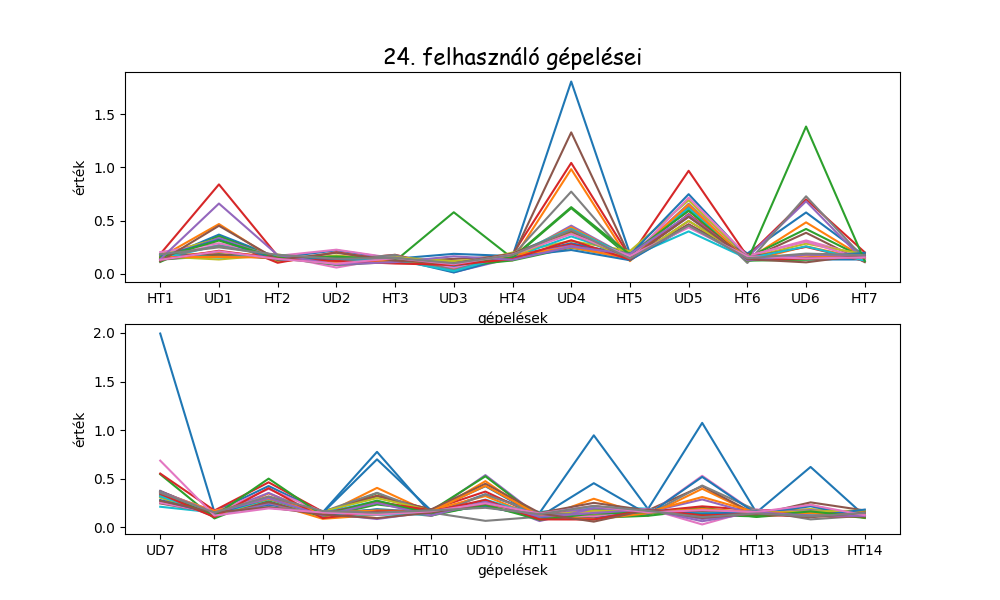 24. felhasználó gépelései
érték
1.5
1.0
0.5
0.0
HT1 UD1 HT2 UD2 HT3 UD3 HT4 UD4 HT5 UD5 HT6 UD6 HT7
gépelések
érték
2.0
1.5
1.0
0.5
0.0
UD7 HT8 UD8 HT9 UD9 HT10 UD10 HT11 UD11 HT12 UD12 HT13 UD13 HT14
gépelések